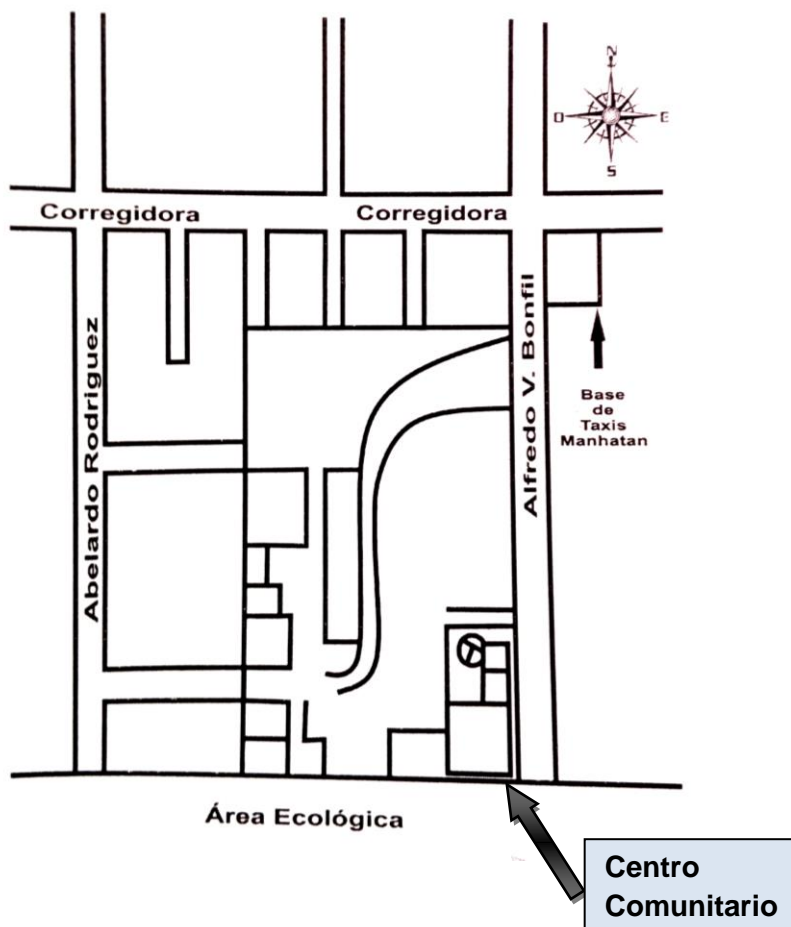 N
O
E
S
Corregidora
Corregidora
Abelardo Rodriguez
Alfredo V. Bonfil
Base
de
Taxis
Manhatan
Área Ecológica
Centro
Comunitario